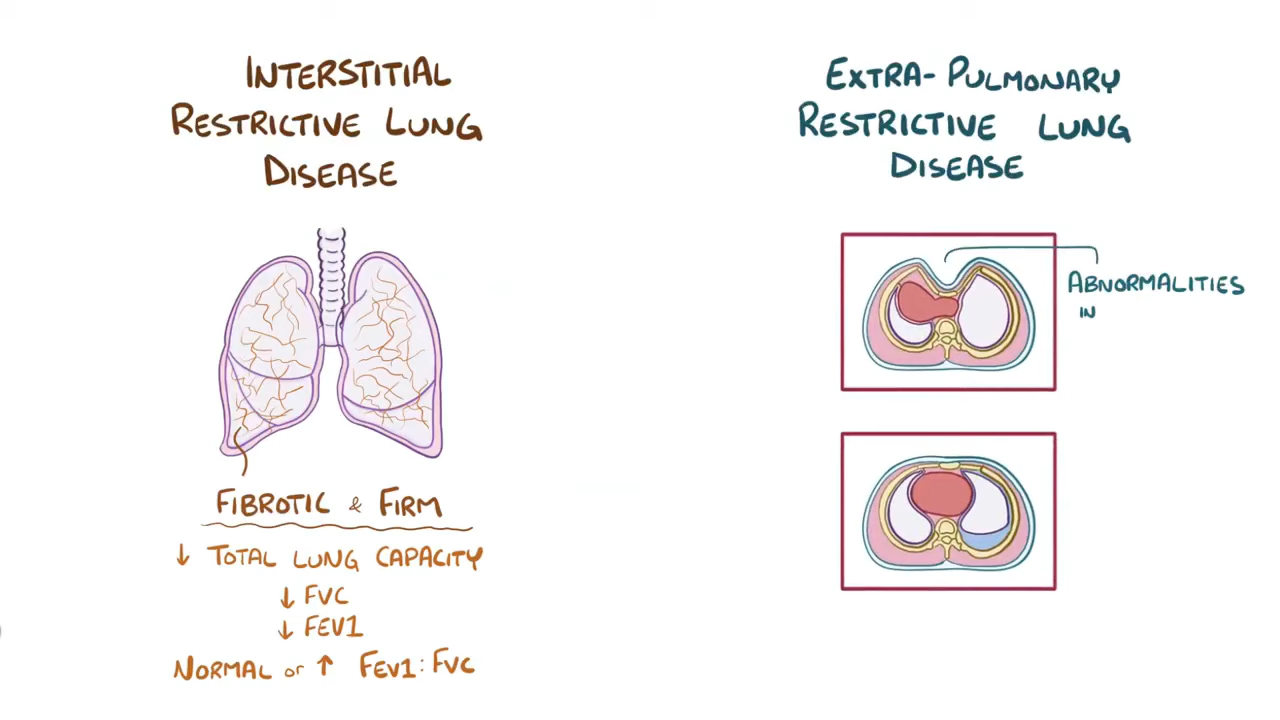 INTERSTITIAL
RESTRICTIVE LUNG
DISEASE
FIBROTIC & FIRM
↓ TOTAL LUNG CAPACITY
↓ FVC
↓ FEV1
NORMAL or ↑ FEV1:FVC
EXTRA-PULMONARY
RESTRICTIVE LUNG
DISEASE
ABNORMALITIES
IN